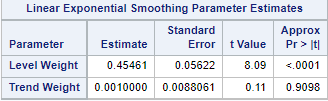 Linear Exponential Smoothing Parameter Estimates
Parameter Estimate Standard Error t Value Approx Pr > |t|
Level Weight 0.45461 0.05622 8.09 <.0001
Trend Weight 0.0010000 0.0088061 0.11 0.9098